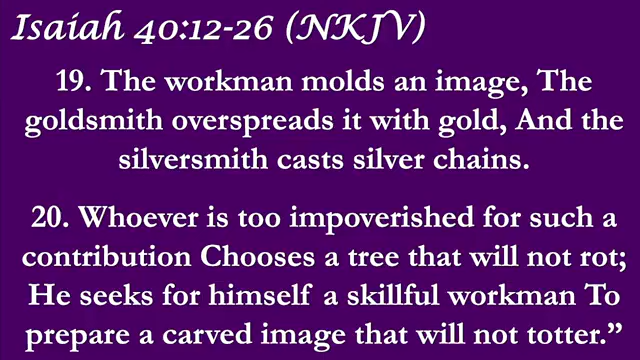 Isaiah 40:12-26 (NKJV)
19. The workman molds an image, The
goldsmith overspreads it with gold, And the
silversmith casts silver chains.
20. Whoever is too impoverished for such a
contribution Chooses a tree that will not rot;
He seeks for himself a skillful workman To
prepare a carved image that will not totter.”